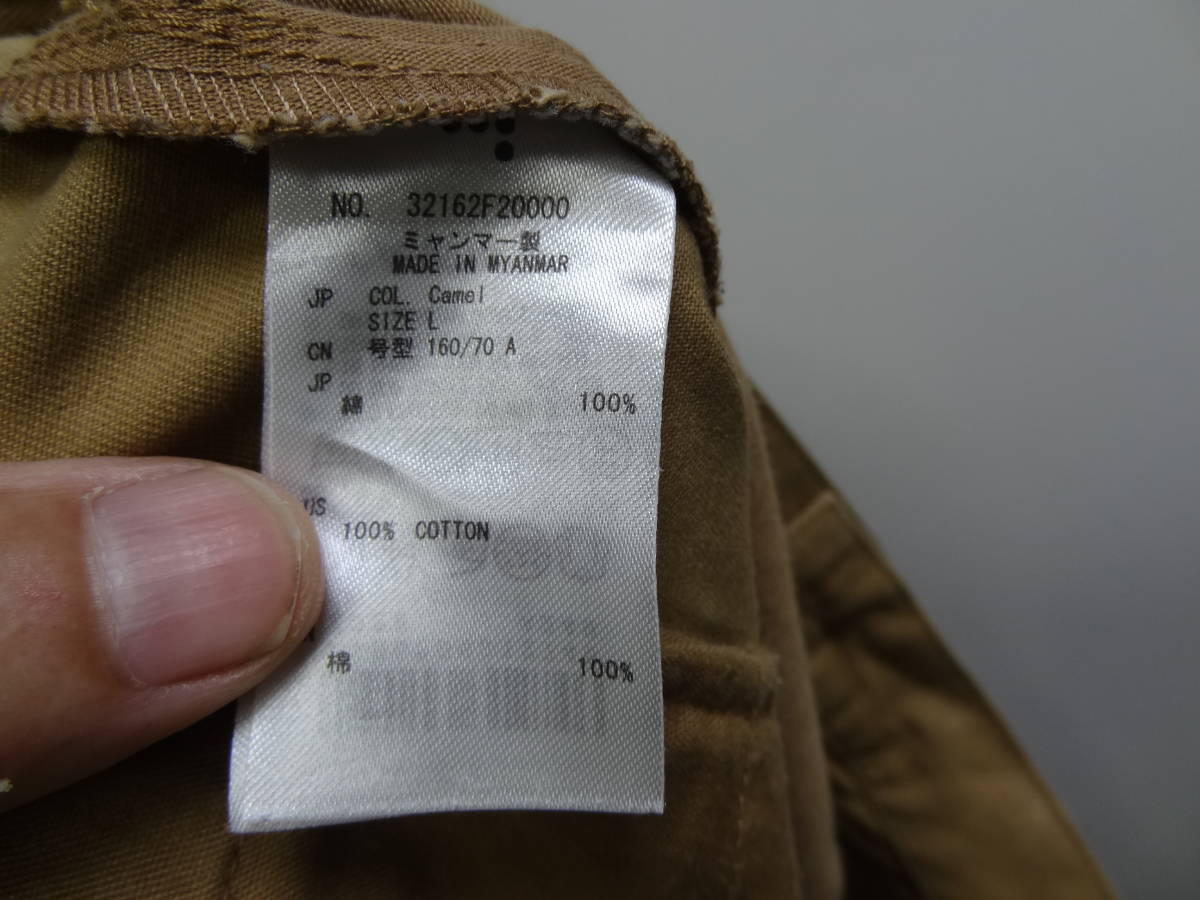 NO. 32162F20000
ミャンマー製
MADE IN MYANMAR
JP COL. Camel
SIZE L
CN 号型 160/70 A
JP
綿 100%
US
100% COTTON
棉 100%